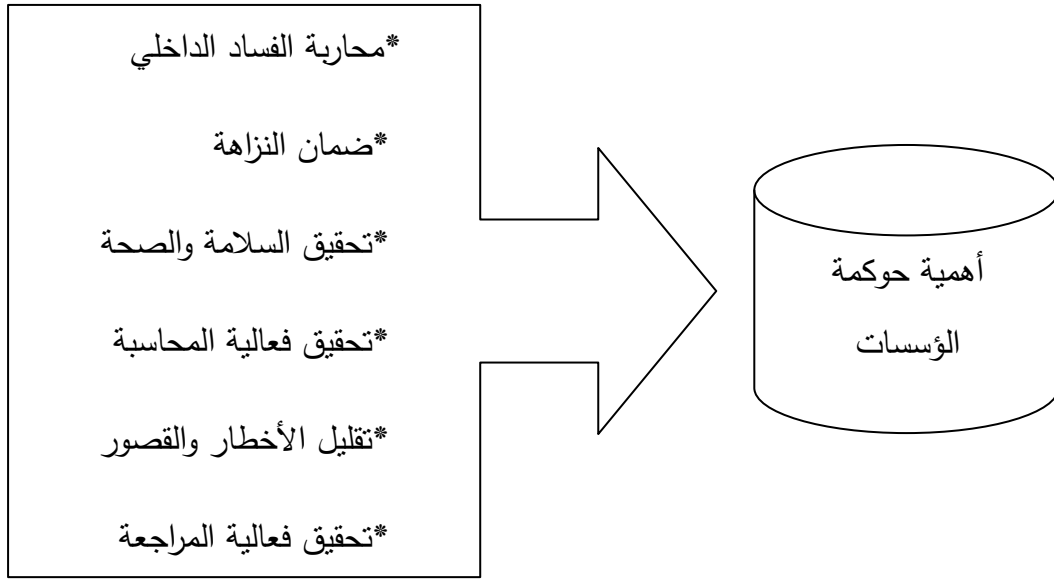 *محاربة الفساد الداخلي
*ضمان النزاهة
*تحقيق السلامة والصحة
*تحقيق فعالية المحاسبة
*تقليل الأخطار والقصور
*تحقيق فعالية المراجعة
أهمية حوكمة
الؤسسات